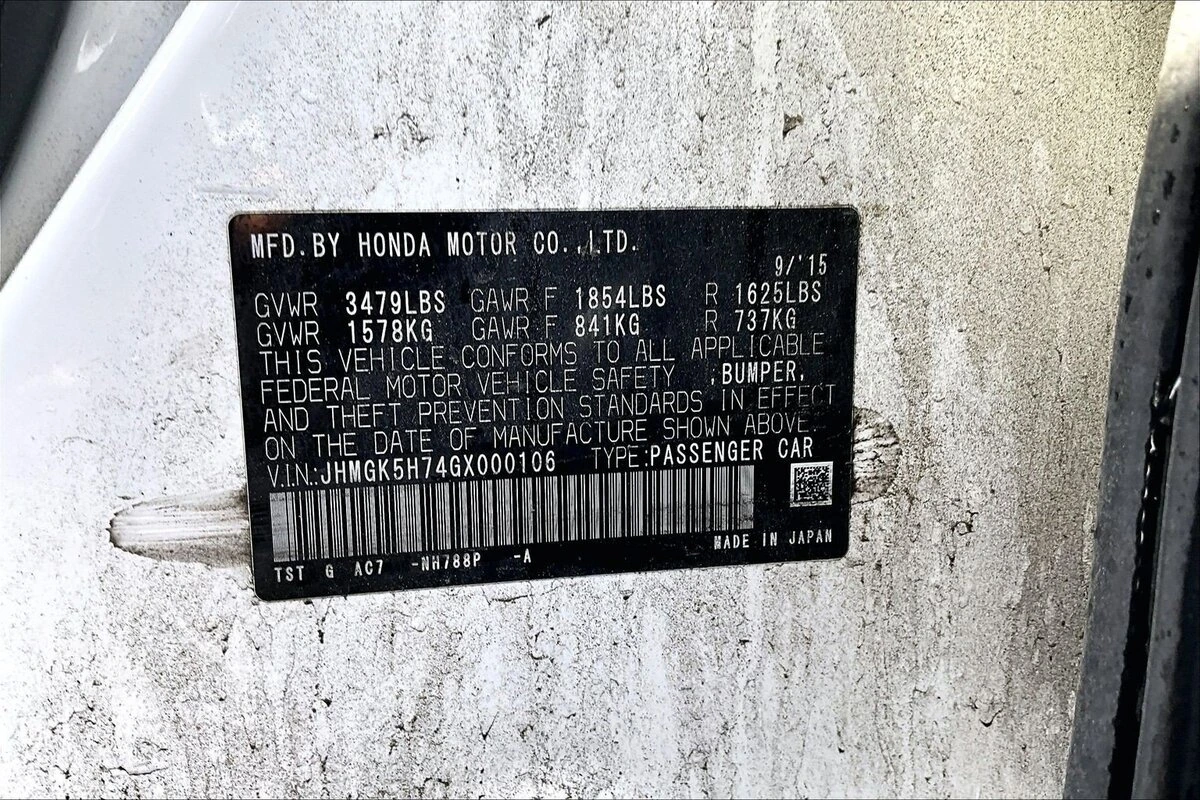 MFD.BY HONDA MOTOR CO.,LTD.
9/'15
GVWR 3479LBS GAWR F 1854LBS R 1625LBS
GVWR 1578KG GAWR F 841KG R 737KG
THIS VEHICLE CONFORMS TO ALL APPLICABLE
FEDERAL MOTOR VEHICLE SAFETY ,BUMPER,
AND THEFT PREVENTION STANDARDS IN EFFECT
ON THE DATE OF MANUFACTURE SHOWN ABOVE.
V.I.N.:JHMGK5H74GX000106 TYPE:PASSENGER CAR
MADE IN JAPAN
TST G AC7 -NH788P -A